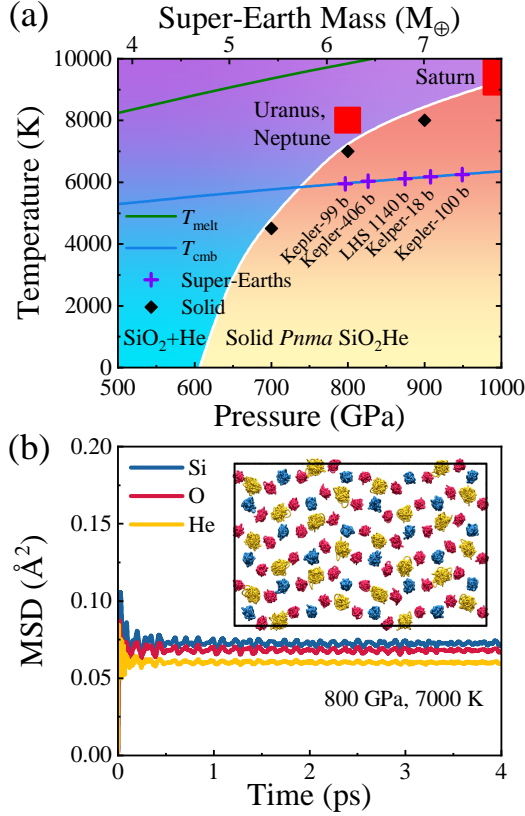 (a)
Super-Earth Mass (M⊕)
4 5 6 7
10000
8000
6000
4000
2000
0
Temperature (K)
Saturn
Uranus,
Neptune
Kepler-99 b
Kepler-406 b
LHS 1140 b
Kelper-18 b
Kepler-100 b
Tmelt
Tcmb
Super-Earths
Solid
SiO2+He
Solid Pnma SiO2He
500 600 700 800 900 1000
Pressure (GPa)
(b)
0.20
0.15
0.10
0.05
0.00
MSD (Å2)
Si
O
He
800 GPa, 7000 K
0 1 2 3 4
Time (ps)